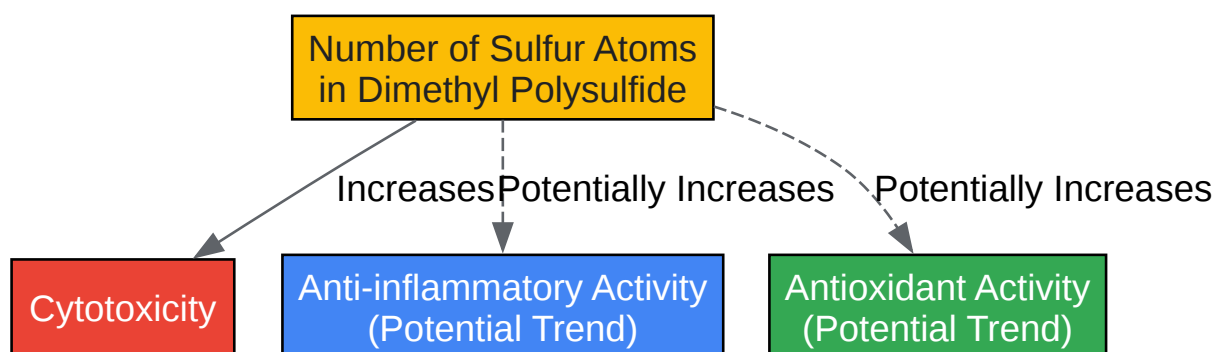 Number of Sulfur Atoms
in Dimethyl Polysulfide
Increases
Potentially Increases
Potentially Increases
Cytotoxicity
Anti-inflammatory Activity
(Potential Trend)
Antioxidant Activity
(Potential Trend)